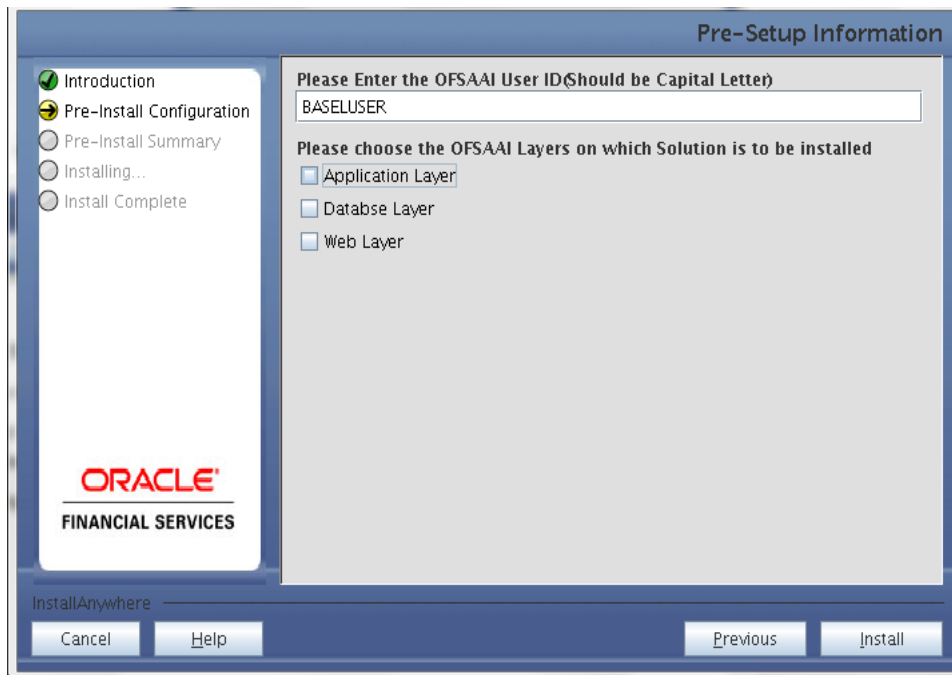 Pre-Setup Information
Introduction
Pre-Install Configuration
Pre-Install Summary
Installing...
Install Complete
ORACLE'
FINANCIAL SERVICES
Please Enter the OFSAAI User ID(Should be Capital Letter)
BASELUSER
Please choose the OFSAAI Layers on which Solution is to be installed
Application Layer
Databse Layer
Web Layer
InstallAnywhere
Cancel
Help
Previous
Install